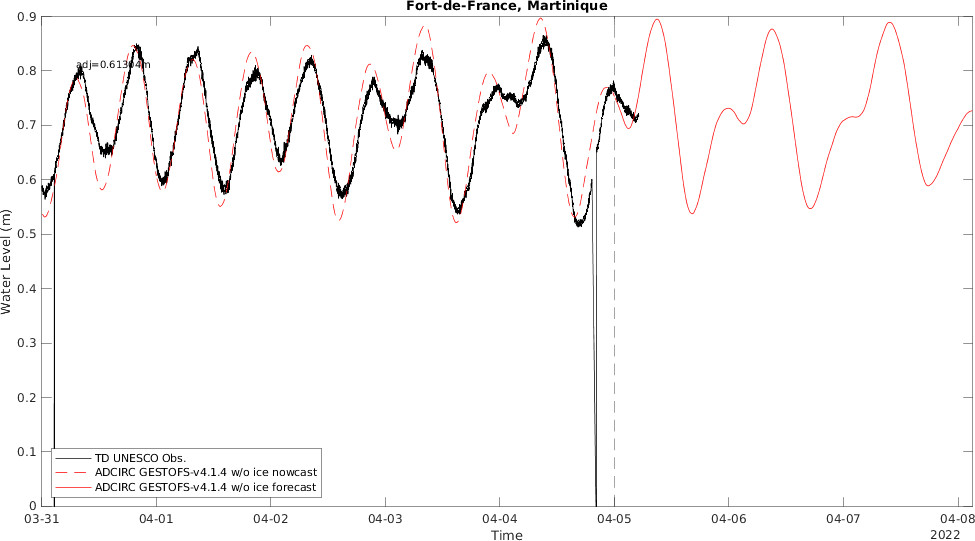 Fort-de-France, Martinique
0.9
0.8
0.7
0.6
0.5
0.4
0.3
0.2
0.1
0
Water Level (m)
adj=0.61304m
TD UNESCO Obs.
ADCIRC GESTOFS-v4.1.4 w/o ice nowcast
ADCIRC GESTOFS-v4.1.4 w/o ice forecast
03-31 04-01 04-02 04-03 04-04 04-05 04-06 04-07 04-08
Time
2022